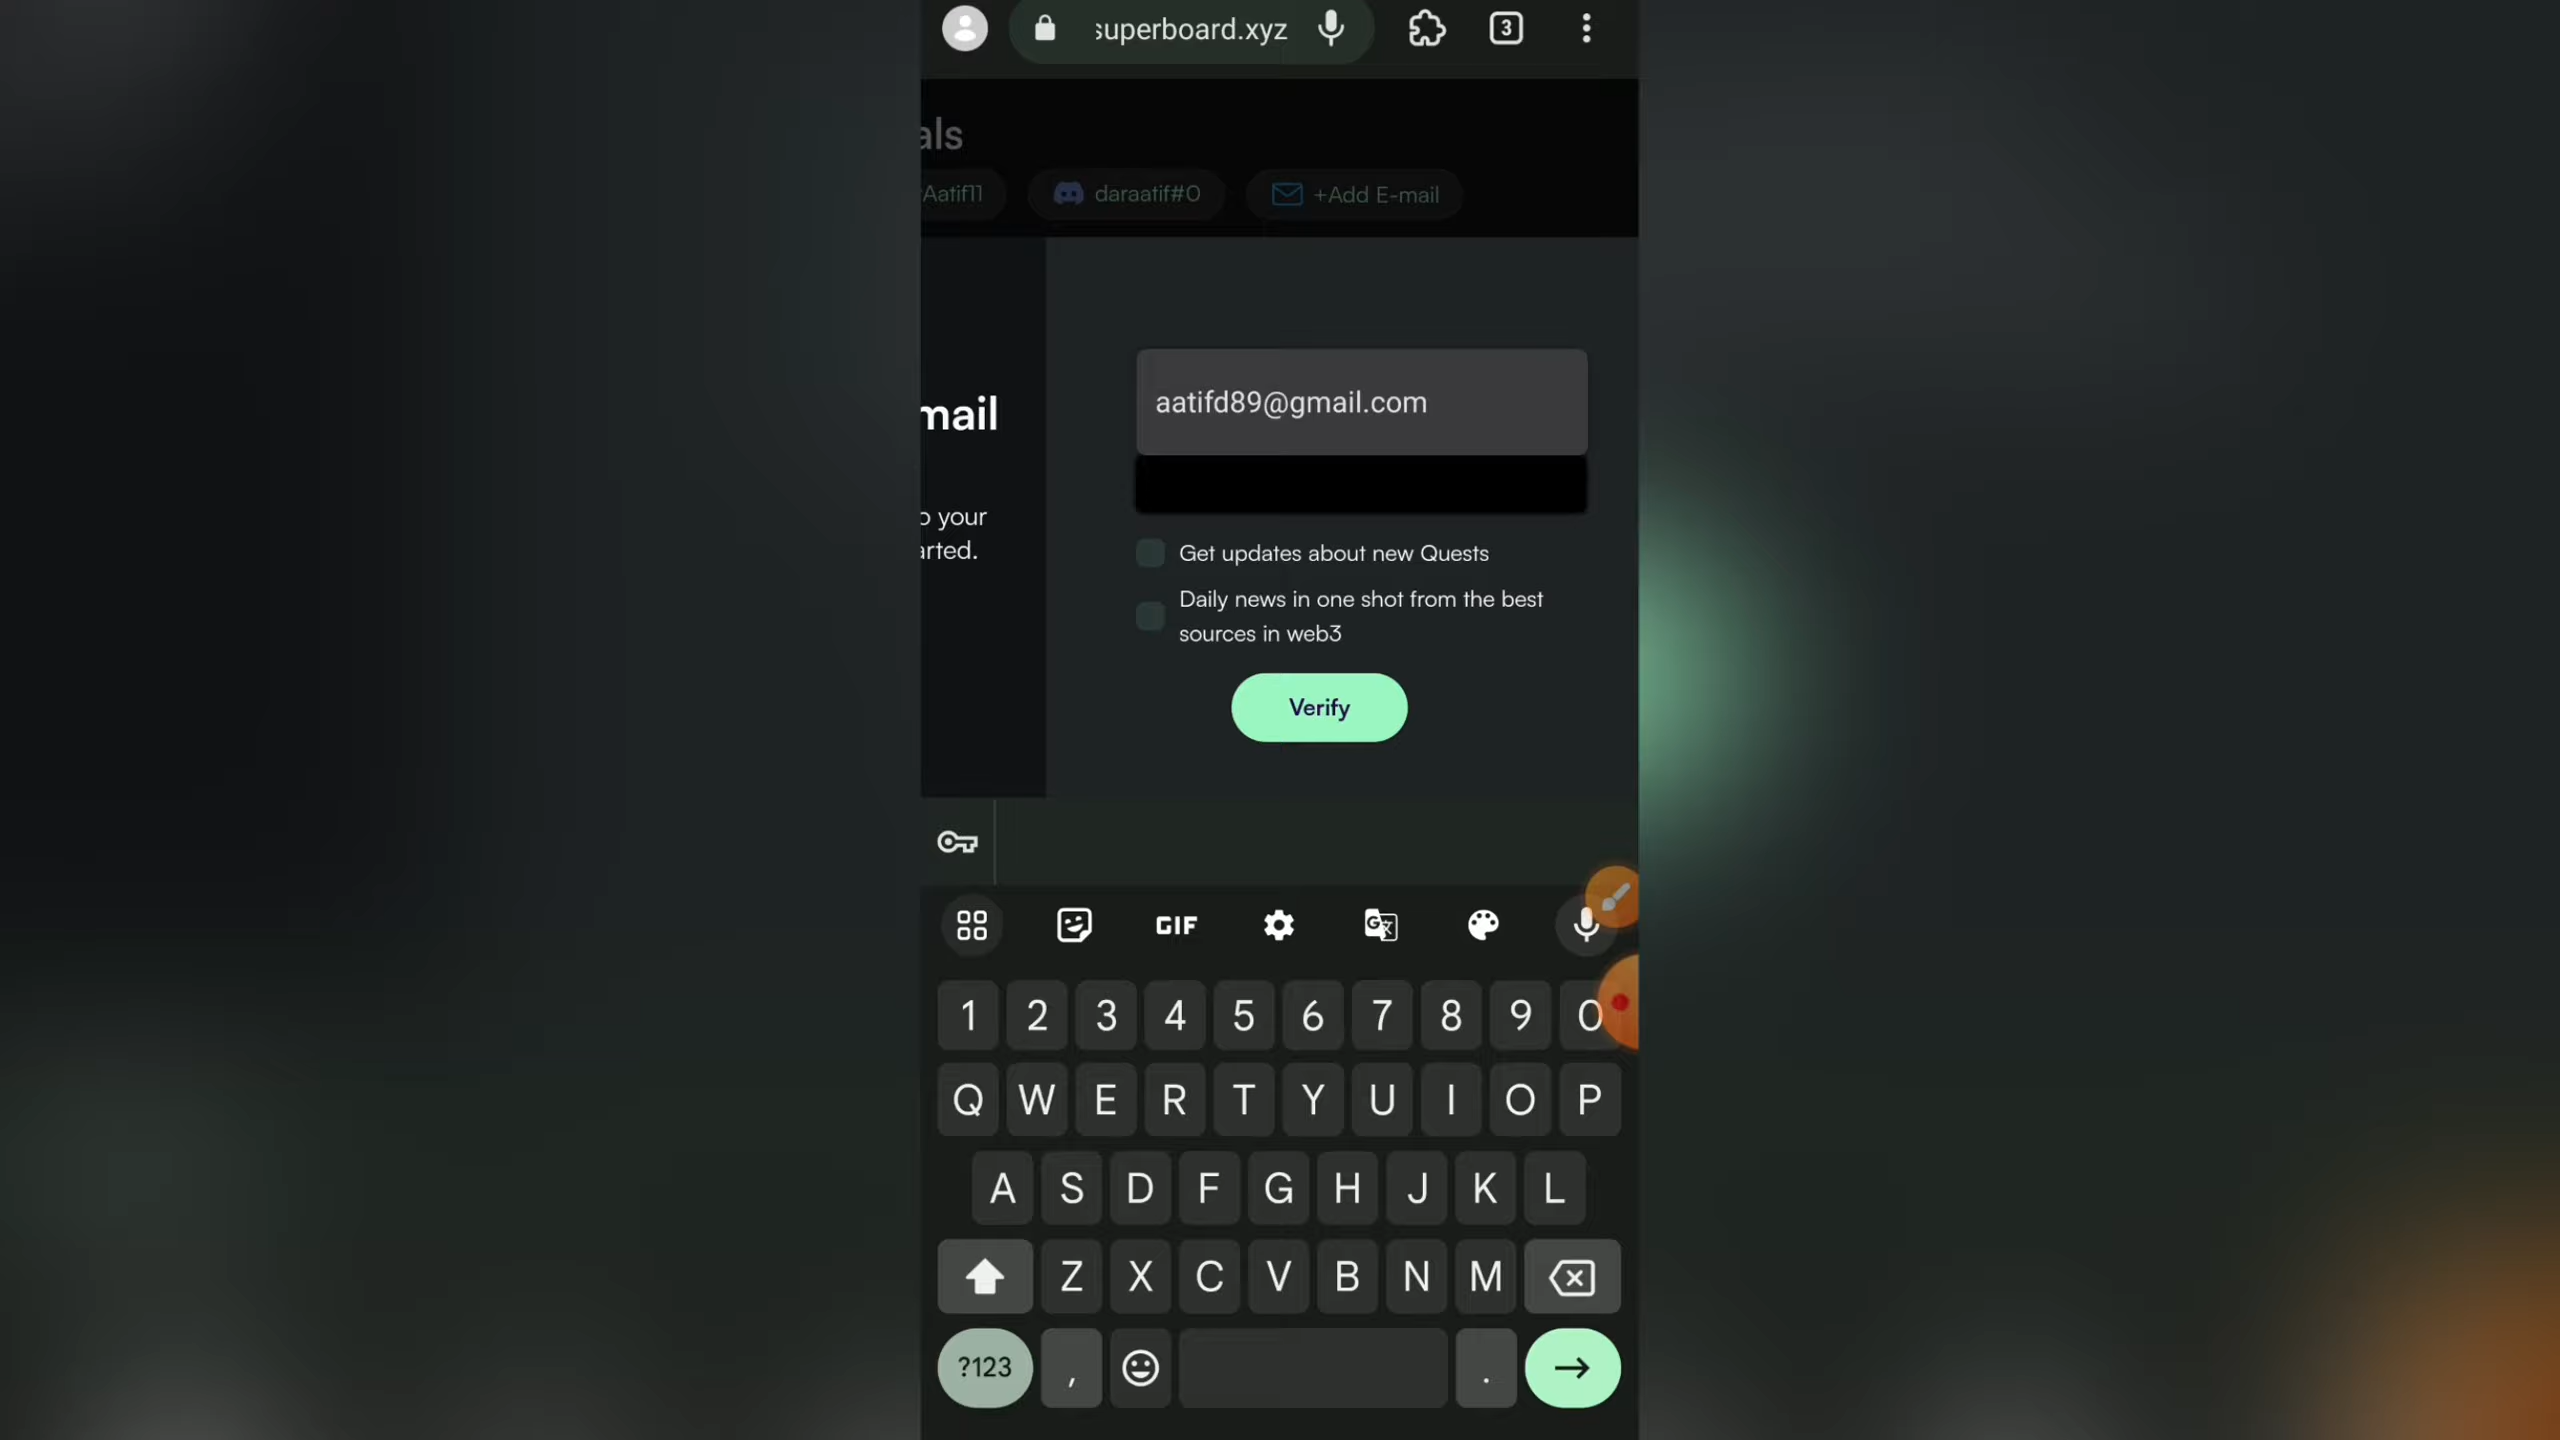 superboard.xyz
3
als
Aatif11
daraatif#0
+Add E-mail
aatifd89@gmail.com
mail
o your
arted.
Get updates about new Quests
Daily news in one shot from the best
sources in web3
Verify
GIF
1 2 3 4 5 6 7 8 9 0
Q W E R T Y U I O P
A S D F G H J K L
Z X C V B N M
?123 , .